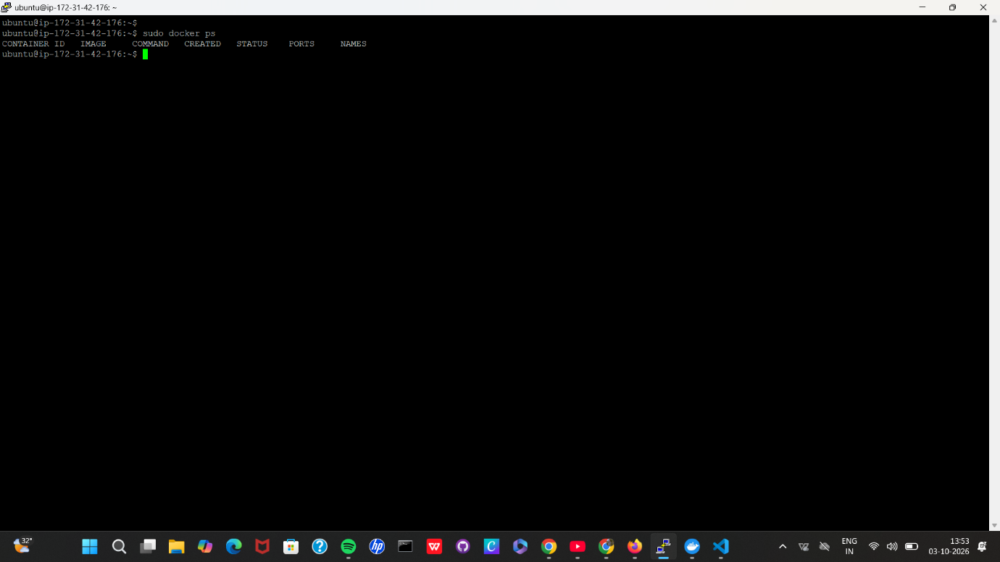 ubuntu@ip-172-31-42-176: ~
ubuntu@ip-172-31-42-176:~$
ubuntu@ip-172-31-42-176:~$ sudo docker ps
CONTAINER ID   IMAGE     COMMAND   CREATED   STATUS    PORTS     NAMES
ubuntu@ip-172-31-42-176:~$
32°
ENG
IN
13:53
03-10-2026